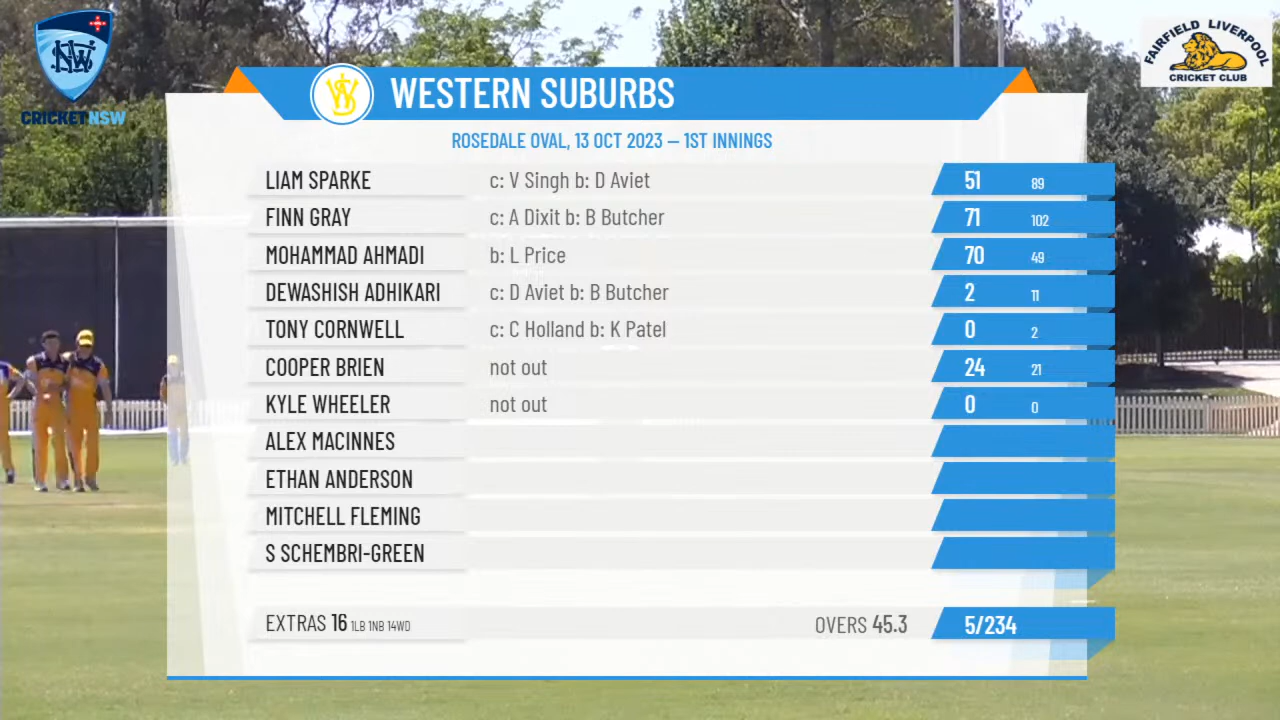 CRICKET NSW
FAIRFIELD LIVERPOOL
CRICKET CLUB
WESTERN SUBURBS
ROSEDALE OVAL, 13 OCT 2023 – 1ST INNINGS
LIAM SPARKE c: V Singh b: D Aviet 51 89
FINN GRAY c: A Dixit b: B Butcher 71 102
MOHAMMAD AHMADI b: L Price 70 49
DEWASHISH ADHIKARI c: D Aviet b: B Butcher 2 11
TONY CORNWELL c: C Holland b: K Patel 0 2
COOPER BRIEN not out 24 21
KYLE WHEELER not out 0 0
ALEX MACINNES
ETHAN ANDERSON
MITCHELL FLEMING
S SCHEMBRI-GREEN
EXTRAS 16 1LB 1NB 14WD OVERS 45.3 5/234